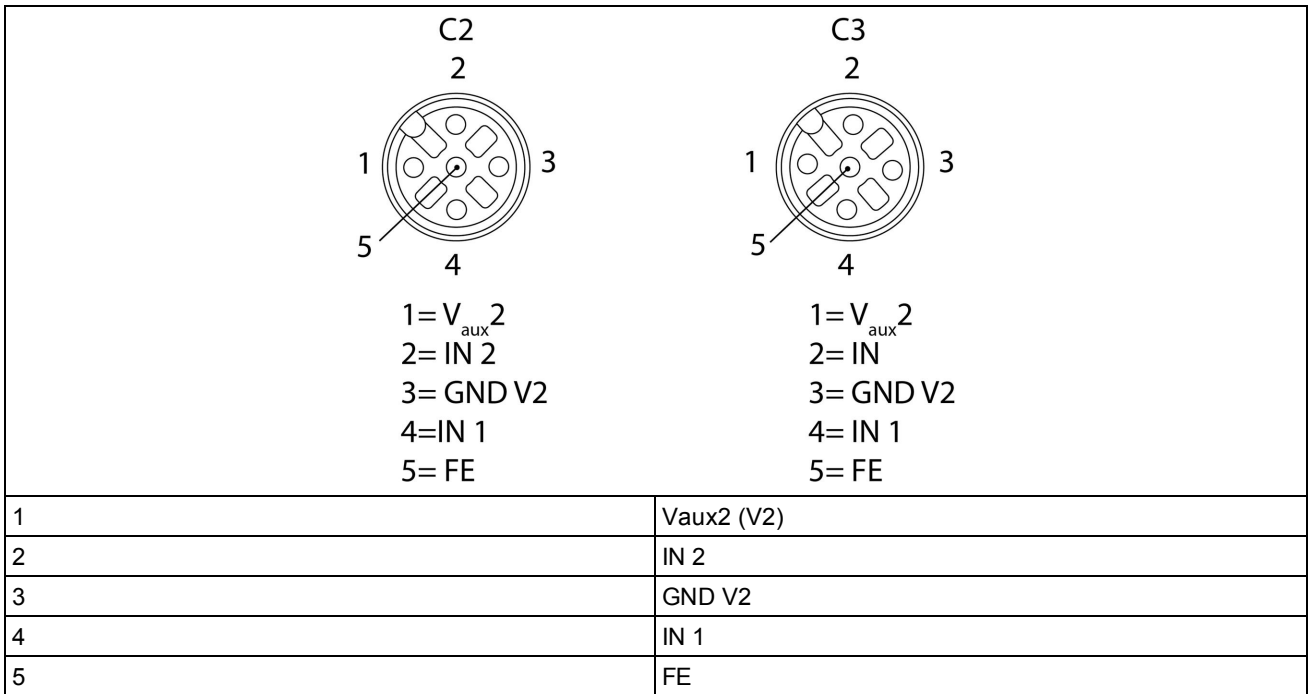 C2
2
1
3
5
4
1= Vaux2
2= IN 2
3= GND V2
4=IN 1
5= FE
C3
2
1
3
5
4
1= Vaux2
2= IN
3= GND V2
4= IN 1
5= FE
1 Vaux2 (V2)
2 IN 2
3 GND V2
4 IN 1
5 FE